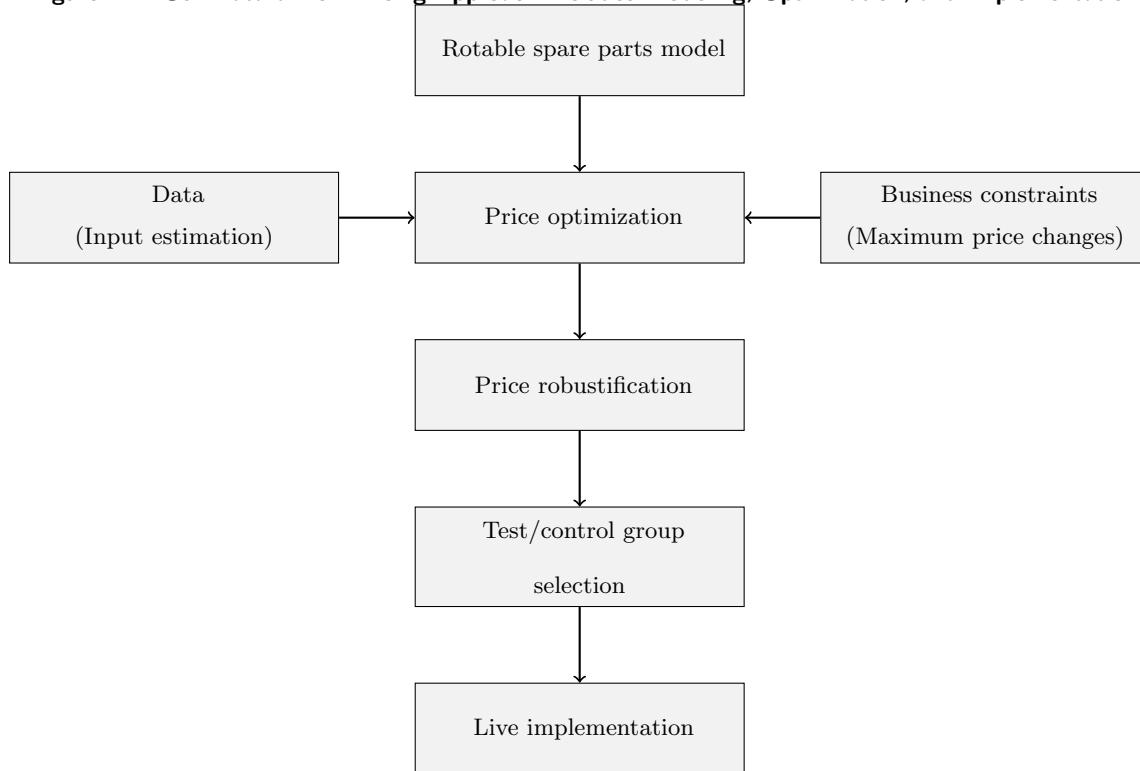 Rotable spare parts model
Data
(Input estimation)
Price optimization
Business constraints
(Maximum price changes)
Price robustification
Test/control group
selection
Live implementation